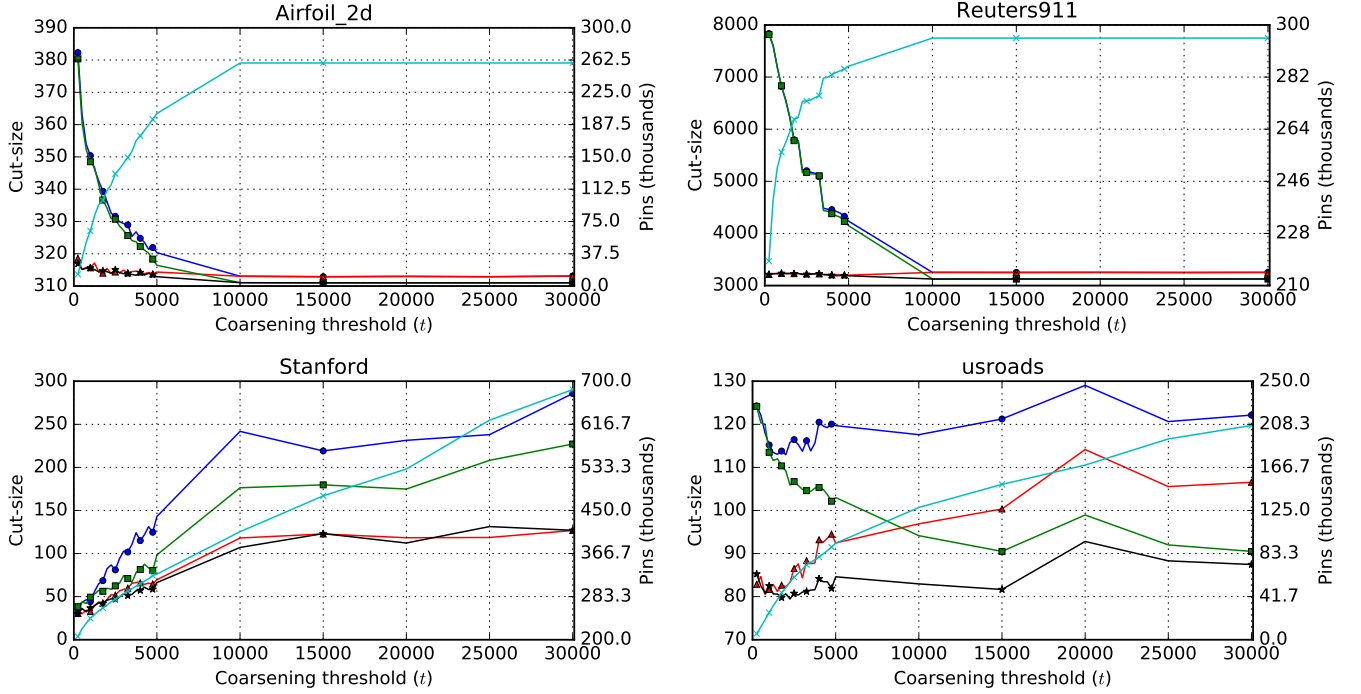 Airfoil_2d
390
380
370
360
350
340
330
320
310
Cut-size
300.0
262.5
225.0
187.5
150.0
112.5
75.0
37.5
0.0
Pins (thousands)
0 5000 10000 15000 20000 25000 30000
Coarsening threshold (t)
Reuters911
8000
7000
6000
5000
4000
3000
Cut-size
300
282
264
246
228
210
Pins (thousands)
0 5000 10000 15000 20000 25000 30000
Coarsening threshold (t)
Stanford
300
250
200
150
100
50
0
Cut-size
700.0
616.7
533.3
450.0
366.7
283.3
200.0
Pins (thousands)
0 5000 10000 15000 20000 25000 30000
Coarsening threshold (t)
usroads
130
120
110
100
90
80
70
Cut-size
250.0
208.3
166.7
125.0
83.3
41.7
0.0
Pins (thousands)
0 5000 10000 15000 20000 25000 30000
Coarsening threshold (t)